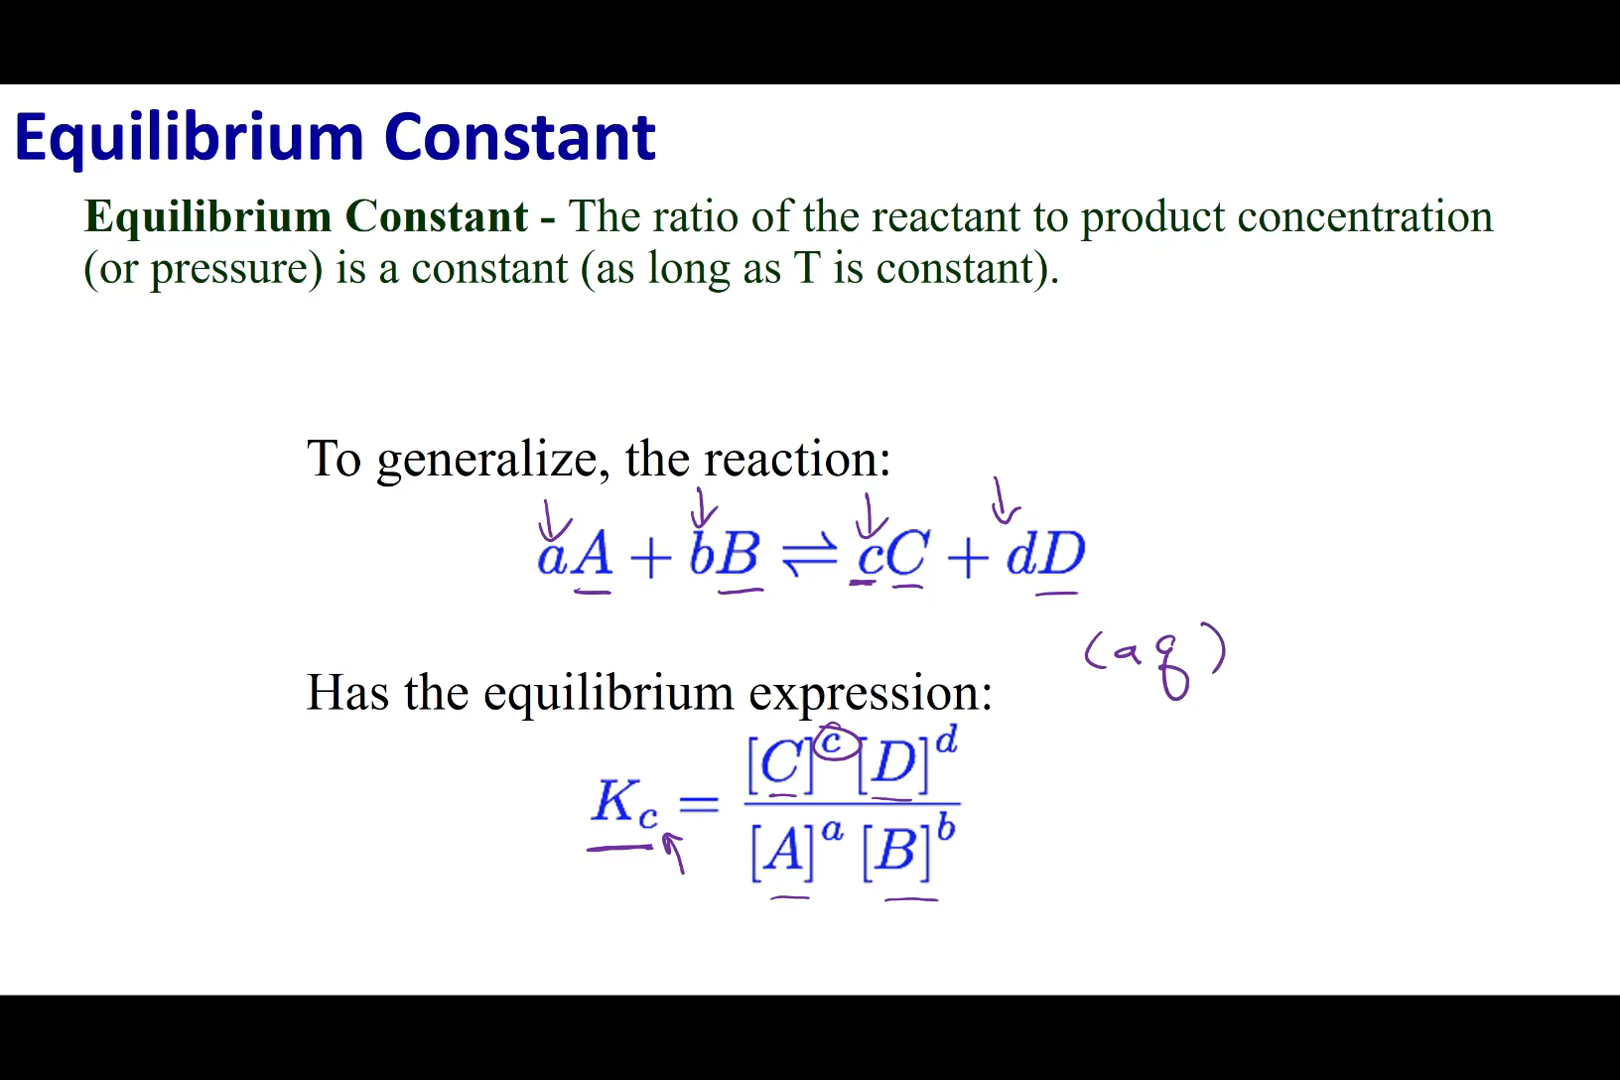 Equilibrium Constant
Equilibrium Constant - The ratio of the reactant to product concentration
(or pressure) is a constant (as long as T is constant).
To generalize, the reaction:
aA + bB ⇌ cC + dD
(aq)
Has the equilibrium expression:
K_c = [C]^c [D]^d / [A]^a [B]^b